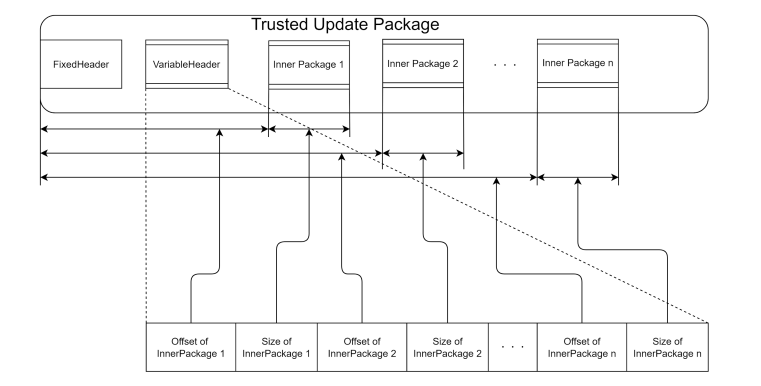 Trusted Update Package
FixedHeader
VariableHeader
Inner Package 1
Inner Package 2
. . .
Inner Package n
Offset of
InnerPackage 1
Size of
InnerPackage 1
Offset of
InnerPackage 2
Size of
InnerPackage 2
. . .
Offset of
InnerPackage n
Size of
InnerPackage n